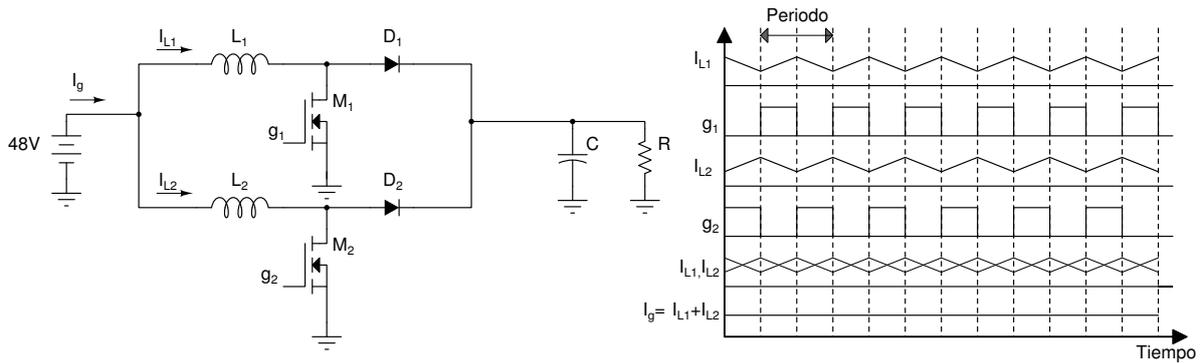 I_L1
L_1
D_1
I_g
M_1
g_1
48V
C
R
I_L2
L_2
D_2
M_2
g_2
Periodo
I_L1
g_1
I_L2
g_2
I_L1,I_L2
I_g= I_L1+I_L2
Tiempo